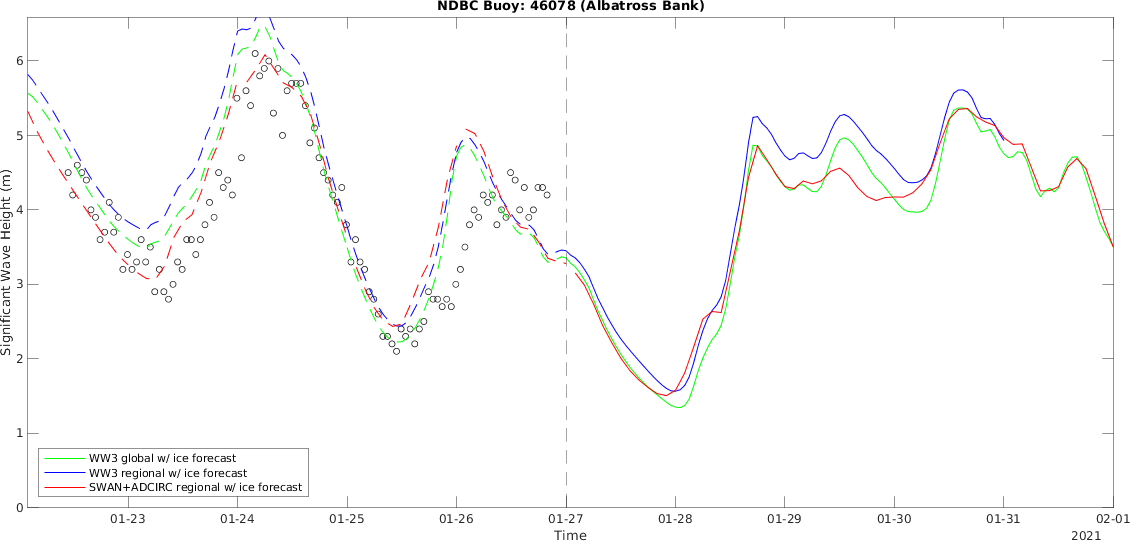 NDBC Buoy: 46078 (Albatross Bank)
Significant Wave Height (m)
6
5
4
3
2
1
0
WW3 global w/ ice forecast
WW3 regional w/ ice forecast
SWAN+ADCIRC regional w/ ice forecast
01-23 01-24 01-25 01-26 01-27 01-28 01-29 01-30 01-31 02-01
Time
2021